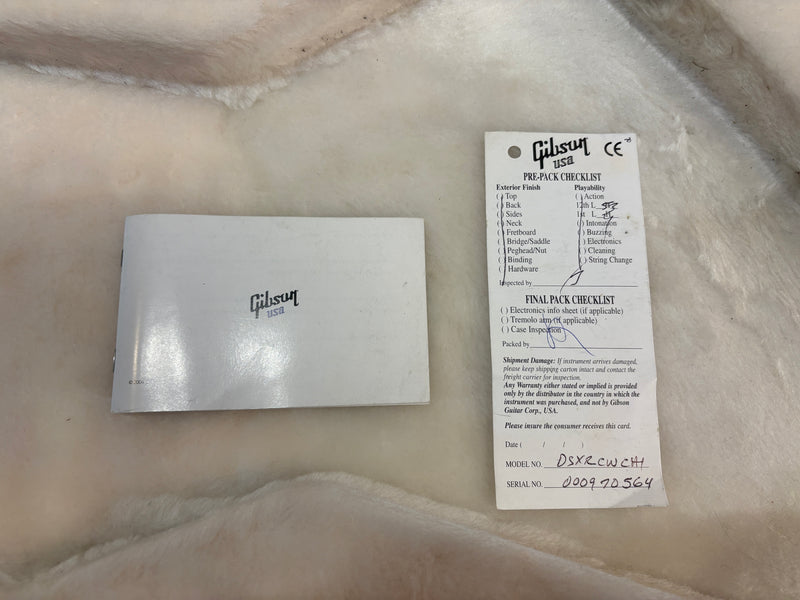 Gibson
usa
Gibson
usa
CE
PRE-PACK CHECKLIST
Exterior Finish Playability
( ) Top ( ) Action
( ) Back 12th L
( ) Sides 1st L
( ) Neck ( ) Intonation
( ) Fretboard ( ) Buzzing
( ) Bridge/Saddle ( ) Electronics
( ) Peghead/Nut ( ) Cleaning
( ) Binding ( ) String Change
( ) Hardware
Inspected by
FINAL PACK CHECKLIST
( ) Electronics info sheet (if applicable)
( ) Tremolo arm (if applicable)
( ) Case Inspection
Packed by
Shipment Damage: If instrument arrives damaged,
please keep shipping carton intact and contact the
freight carrier for inspection.
Any Warranty either stated or implied is provided
only by the distributor in the country in which the
instrument was purchased, and not by Gibson
Guitar Corp., USA.
Please insure the consumer receives this card.
Date ( / / )
MODEL NO. DSXRCWCH1
SERIAL NO. 000970564